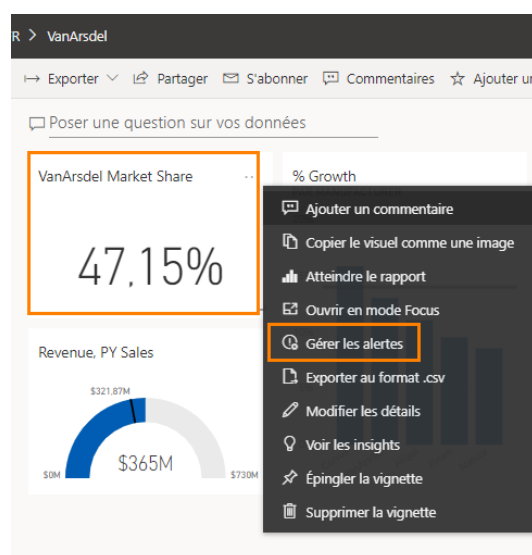 R > VanArsdel
Exporter Partager S'abonner Commentaires Ajouter un
Poser une question sur vos données
VanArsdel Market Share
% Growth
47,15%
Ajouter un commentaire
Copier le visuel comme une image
Atteindre le rapport
Ouvrir en mode Focus
Gérer les alertes
Exporter au format .csv
Modifier les détails
Voir les insights
Épingler la vignette
Supprimer la vignette
Revenue, PY Sales
$321,87M
$365M
$0M
$730M